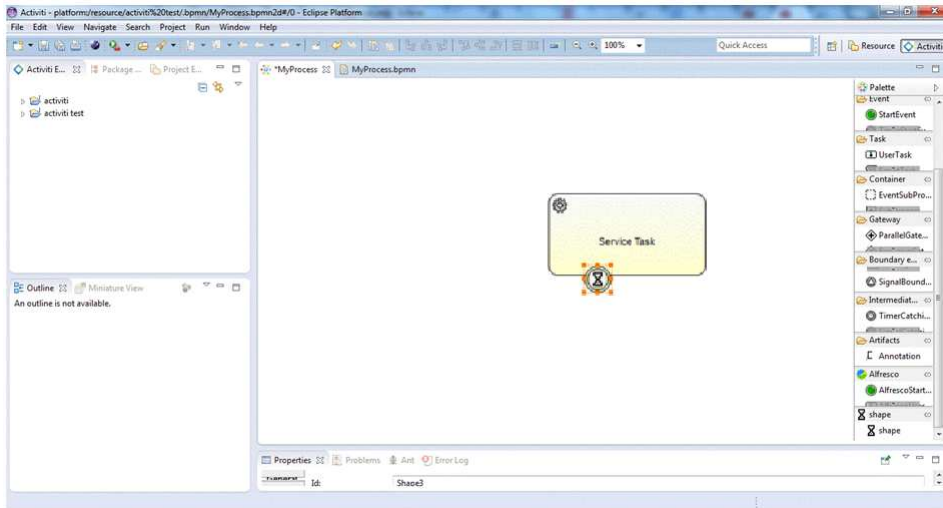 Activiti - platform:/resource/activiti%20test/.bpmn/MyProcess.bpmn2d#/0 - Eclipse Platform
File Edit View Navigate Search Project Run Window Help
100% Quick Access Resource Activiti
Activiti E... Package ... Project E... *MyProcess MyProcess.bpmn
Palette
Event
StartEvent
Task
UserTask
Container
EventSubPro...
Gateway
ParallelGate...
Boundary e...
SignalBound...
Intermediat...
TimerCatchi...
Artifacts
Annotation
Alfresco
AlfrescoStart...
shape
shape
activiti
activiti test
Service Task
Outline Miniature View
An outline is not available.
Properties Problems Ant Error Log
General Id: Shape3